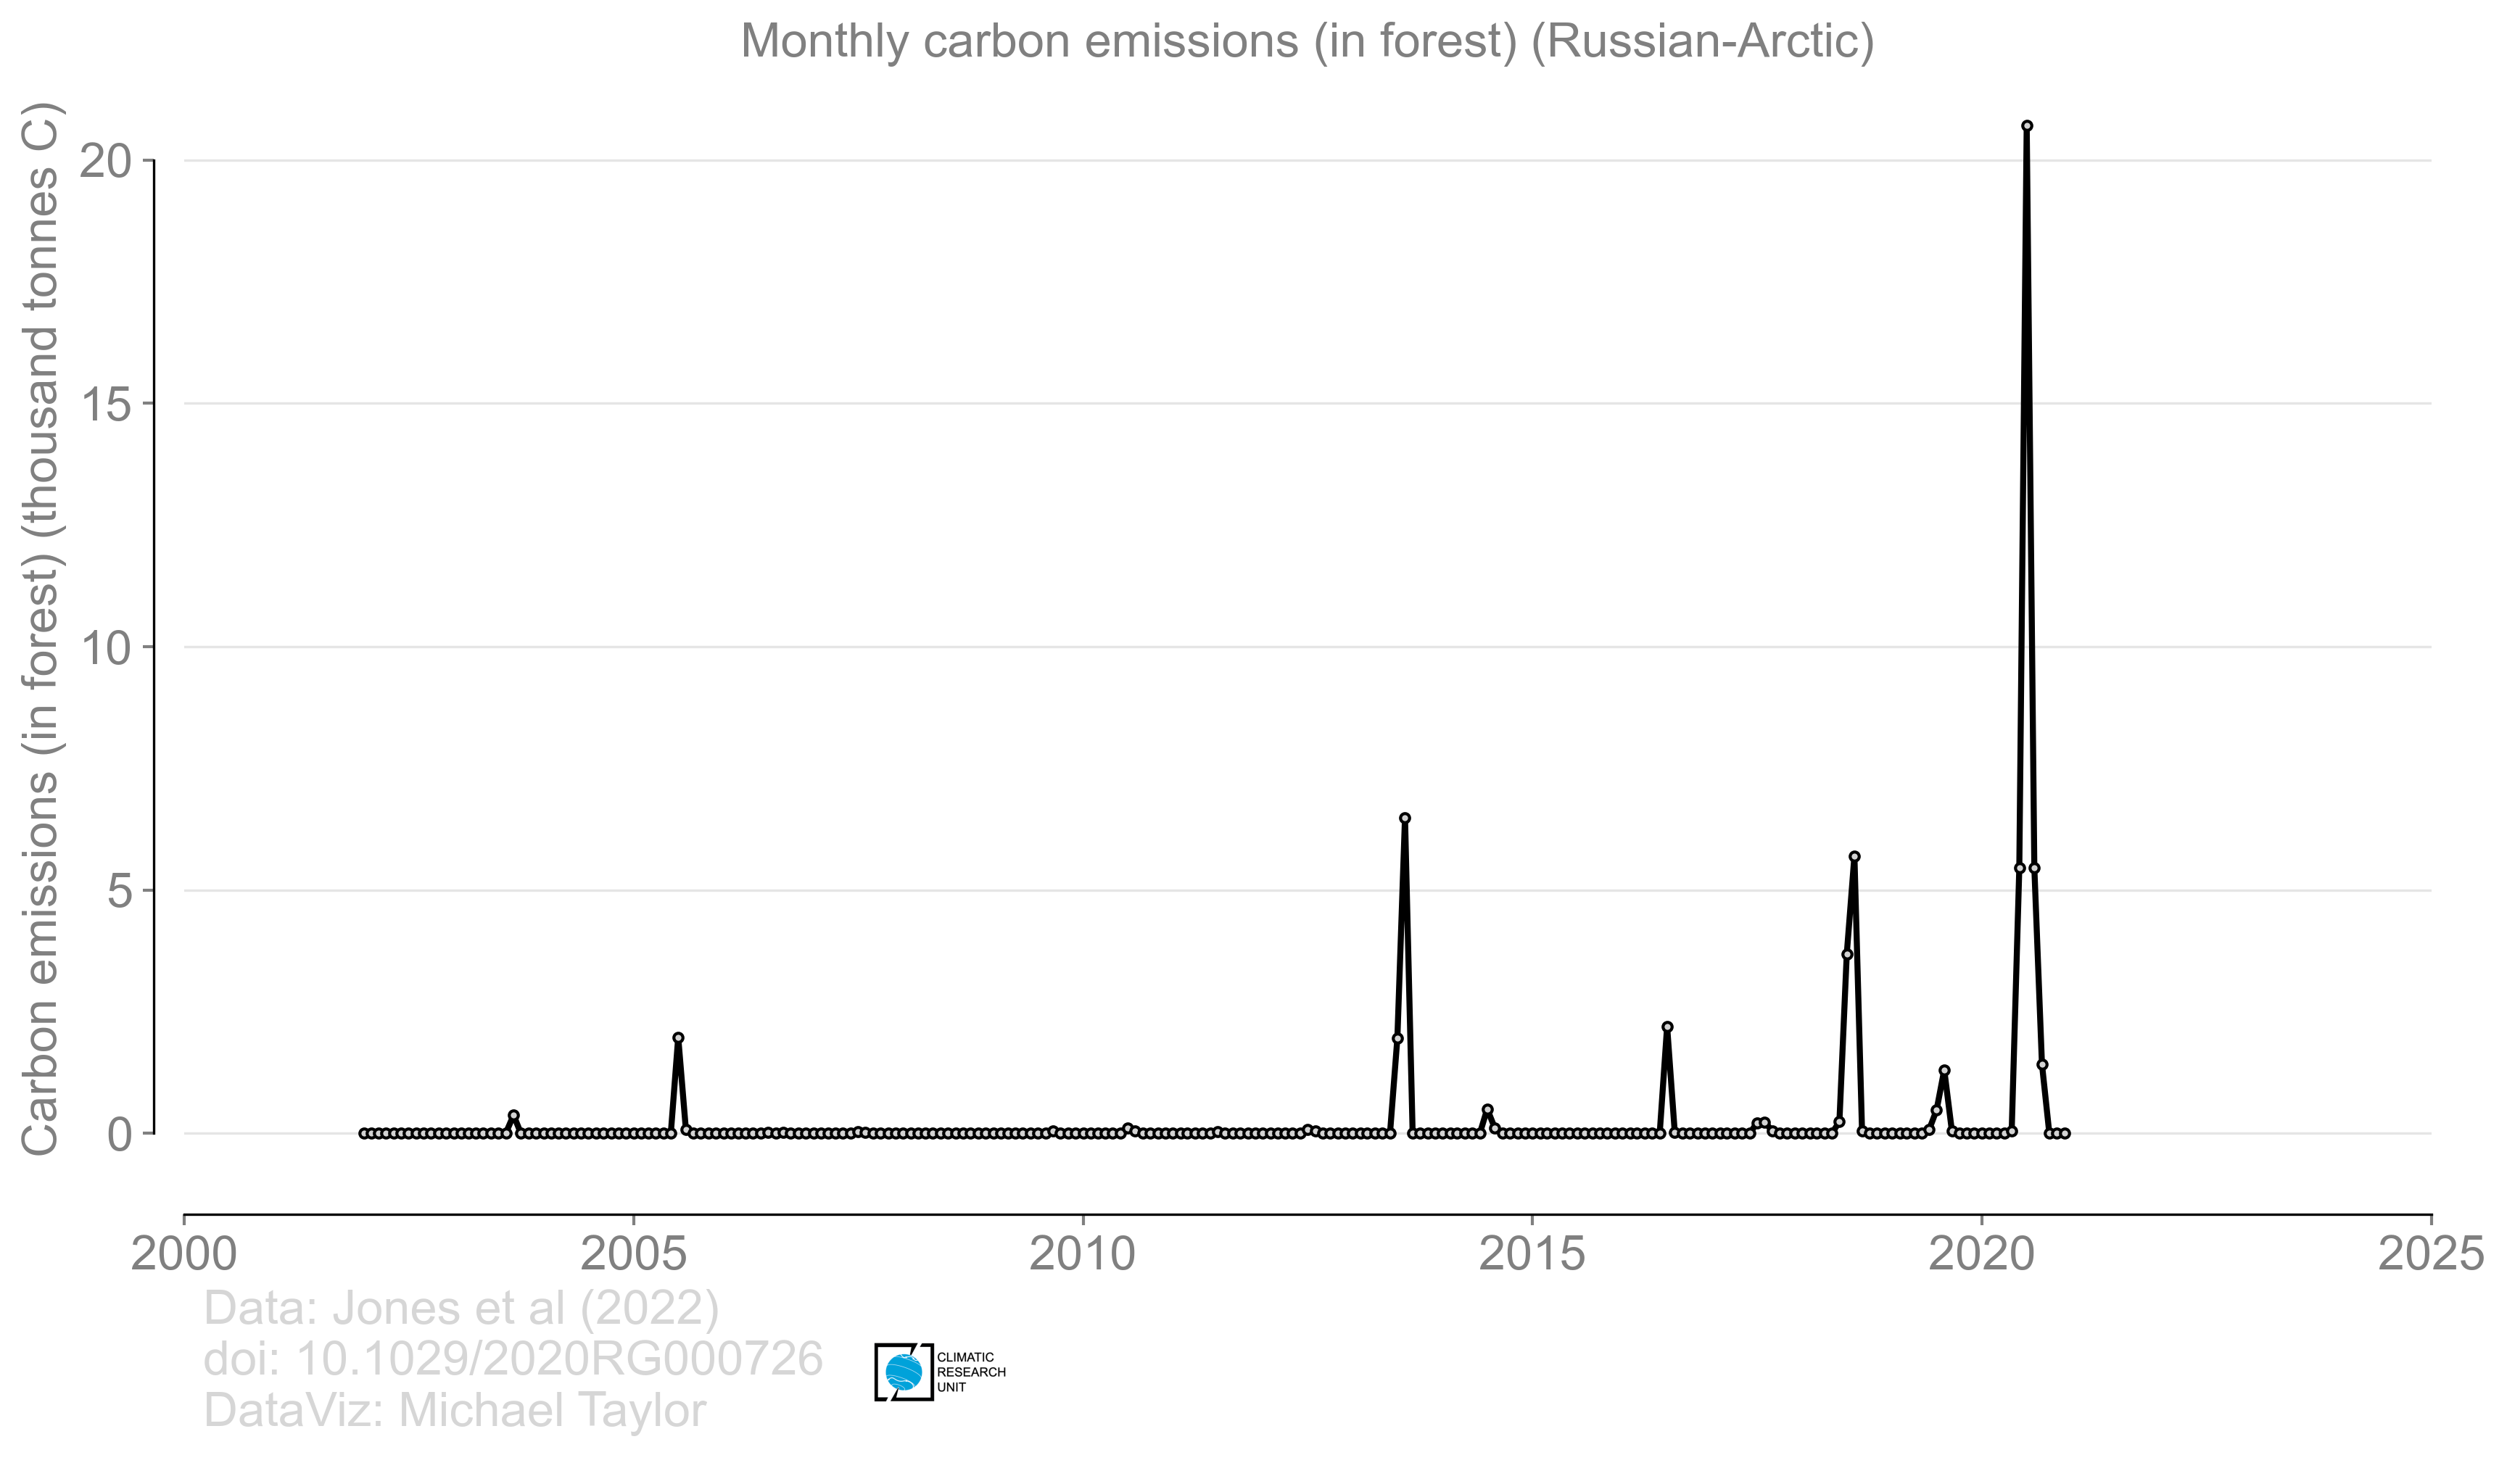 Monthly carbon emissions (in forest) (Russian-Arctic)
Carbon emissions (in forest) (thousand tonnes C)
20
15
10
5
0
2000 2005 2010 2015 2020 2025
Data: Jones et al (2022)
doi: 10.1029/2020RG000726
DataViz: Michael Taylor
CLIMATIC
RESEARCH
UNIT